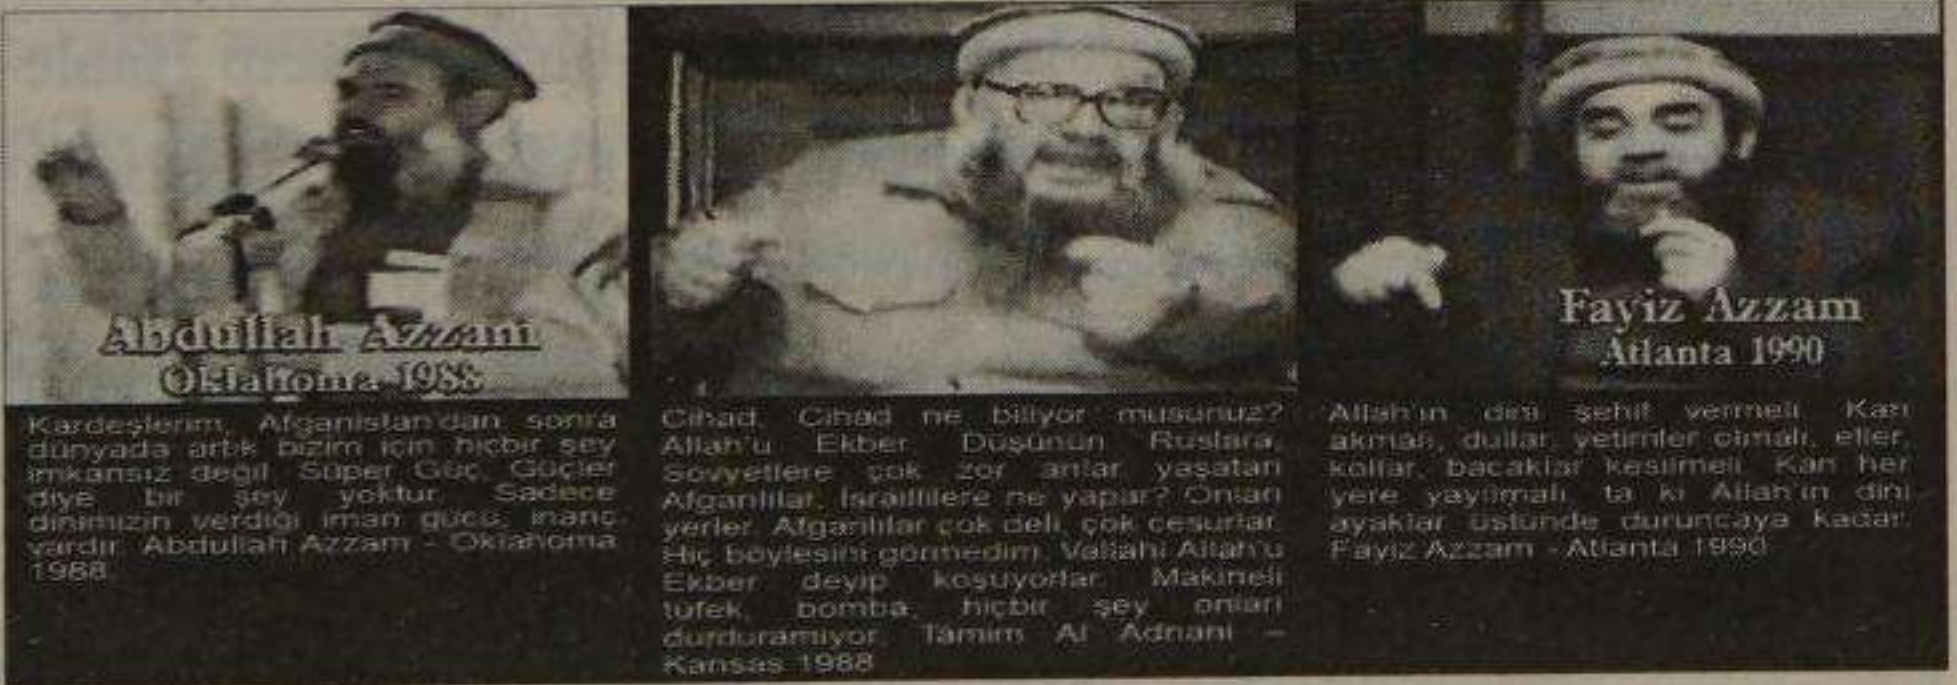 Abdullah Azzam
Oklahoma 1988
Kardeşlerim, Afganistan'dan sonra
dünyada artık bizim için hiçbir şey
imkansız değil. Süper Güç, Güçler
diye bir şey yoktur. Sadece
dinimizin verdiği iman gücü, inanç
vardır. Abdullah Azzam - Oklahoma
1988.
Cihad, Cihad ne biliyor musunuz?
Allah'u Ekber. Düşünün Ruslara,
Sovyetlere çok zor anlar yaşatan
Afganlılar, İsraillilere ne yapar? Onları
yerler. Afganlılar çok deli, çok cesurlar.
Hiç böylesini görmedim. Vallahi Allah'u
Ekber deyip koşuyorlar. Makineli
tüfek, bomba, hiçbir şey onları
durduramıyor. Tamim Al Adnani –
Kansas 1988
Fayiz Azzam
Atlanta 1990
Allah'ın dini şehit vermeli. Kan
akmalı, dullar, yetimler olmalı, eller,
kollar, bacaklar kesilmeli. Kan her
yere yayılmalı, ta ki Allah'ın dini
ayaklar üstünde duruncaya kadar.
Fayiz Azzam - Atlanta 1990